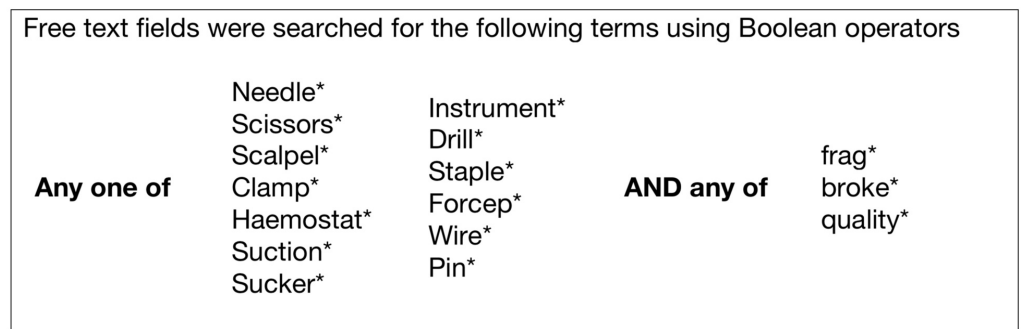 Free text fields were searched for the following terms using Boolean operators
Any one of
Needle*
Scissors*
Scalpel*
Clamp*
Haemostat*
Suction*
Sucker*
Instrument*
Drill*
Staple*
Forcep*
Wire*
Pin*
AND any of
frag*
broke*
quality*